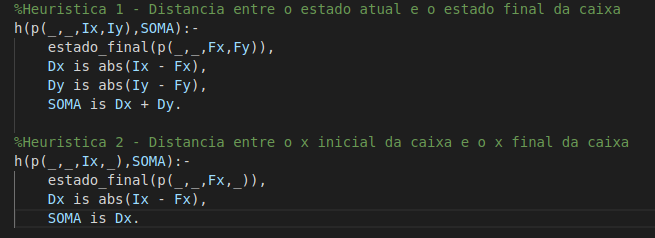 %Heuristica 1 - Distancia entre o estado atual e o estado final da caixa
h(p(_,_,Ix,Iy),SOMA):-
    estado_final(p(_,_,Fx,Fy)),
    Dx is abs(Ix - Fx),
    Dy is abs(Iy - Fy),
    SOMA is Dx + Dy.

%Heuristica 2 - Distancia entre o x inicial da caixa e o x final da caixa
h(p(_,_,Ix,_),SOMA):-
    estado_final(p(_,_,Fx,_)),
    Dx is abs(Ix - Fx),
    SOMA is Dx.